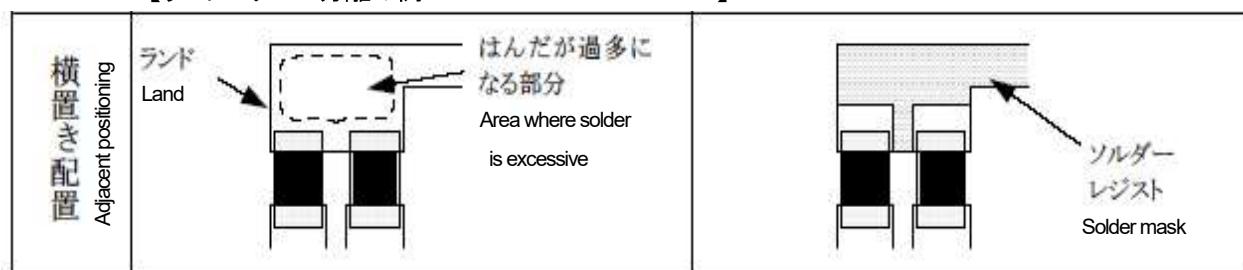 横置き配置
Adjacent positioning
ランド
Land
はんだが過多に
なる部分
Area where solder
is excessive
ソルダー
レジスト
Solder mask